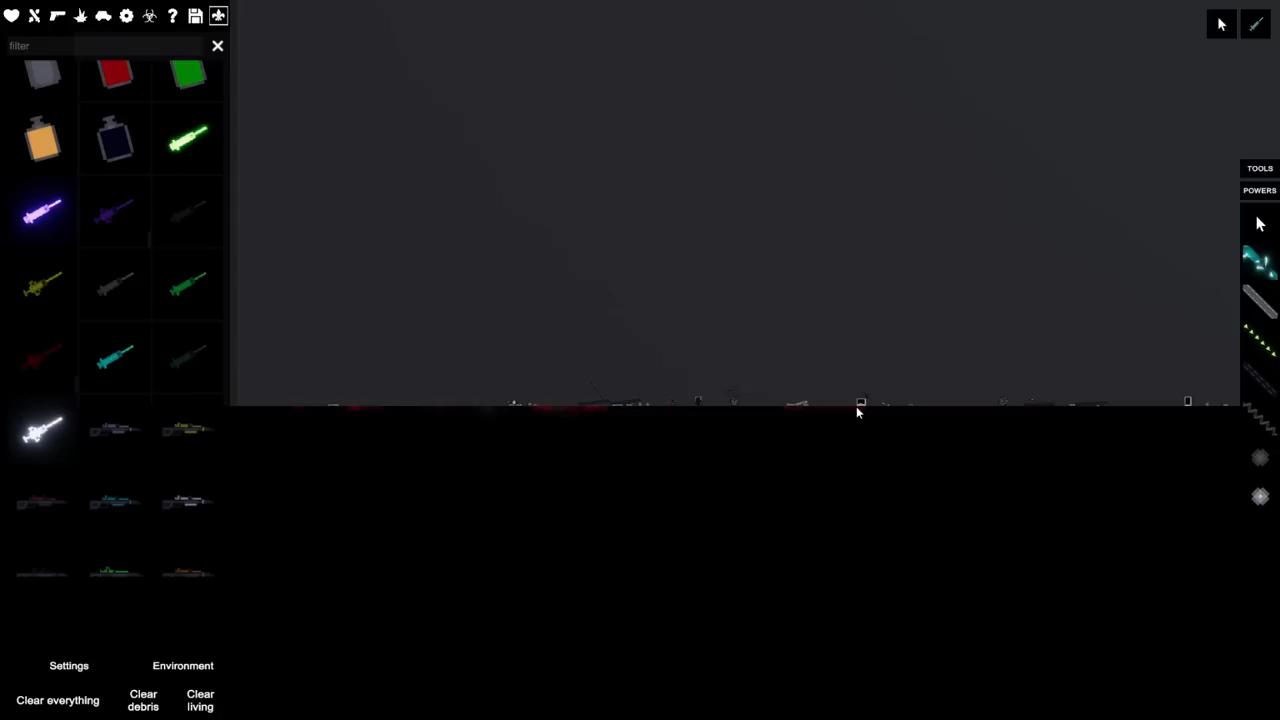 filter
TOOLS
POWERS
Settings
Environment
Clear everything
Clear
debris
Clear
living